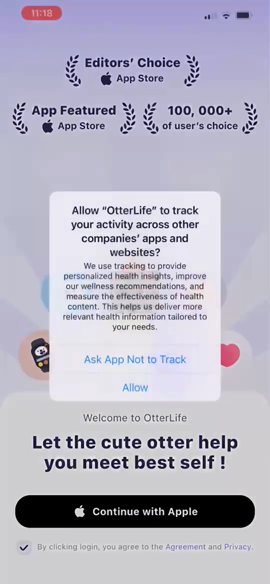 11:18
Editors' Choice
App Store
App Featured
App Store
100, 000+
of user's choice
Allow “OtterLife” to track
your activity across other
companies’ apps and
websites?
We use tracking to provide
personalized health insights, improve
our wellness recommendations, and
measure the effectiveness of health
content. This helps us deliver more
relevant health information tailored to
your needs.
Ask App Not to Track
Allow
Welcome to OtterLife
Let the cute otter help
you meet best self !
Continue with Apple
By clicking login, you agree to the Agreement and Privacy.